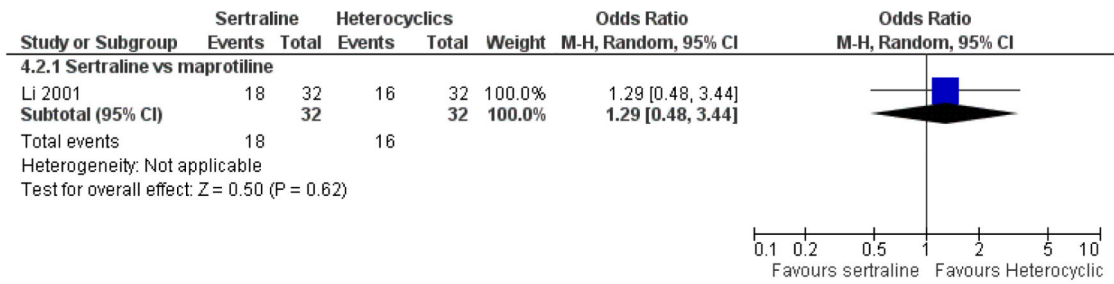 Sertraline Heterocyclics Odds Ratio Odds Ratio
Study or Subgroup Events Total Events Total Weight M-H, Random, 95% CI M-H, Random, 95% CI
4.2.1 Sertraline vs maprotiline
Li 2001 18 32 16 32 100.0% 1.29 [0.48, 3.44]
Subtotal (95% CI) 32 32 100.0% 1.29 [0.48, 3.44]
Total events 18 16
Heterogeneity: Not applicable
Test for overall effect: Z = 0.50 (P = 0.62)
0.1 0.2 0.5 1 2 5 10
Favours sertraline Favours Heterocyclic